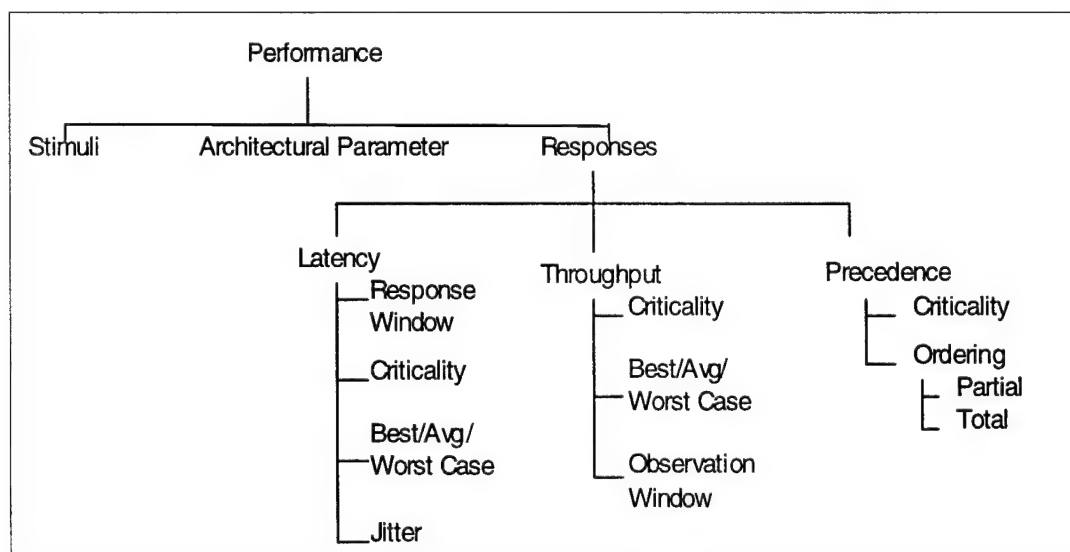 Performance
Stimuli Architectural Parameter Responses
Latency
Response
Window
Criticality
Best/Avg/
Worst Case
Jitter
Throughput
Criticality
Best/Avg/
Worst Case
Observation
Window
Precedence
Criticality
Ordering
Partial
Total